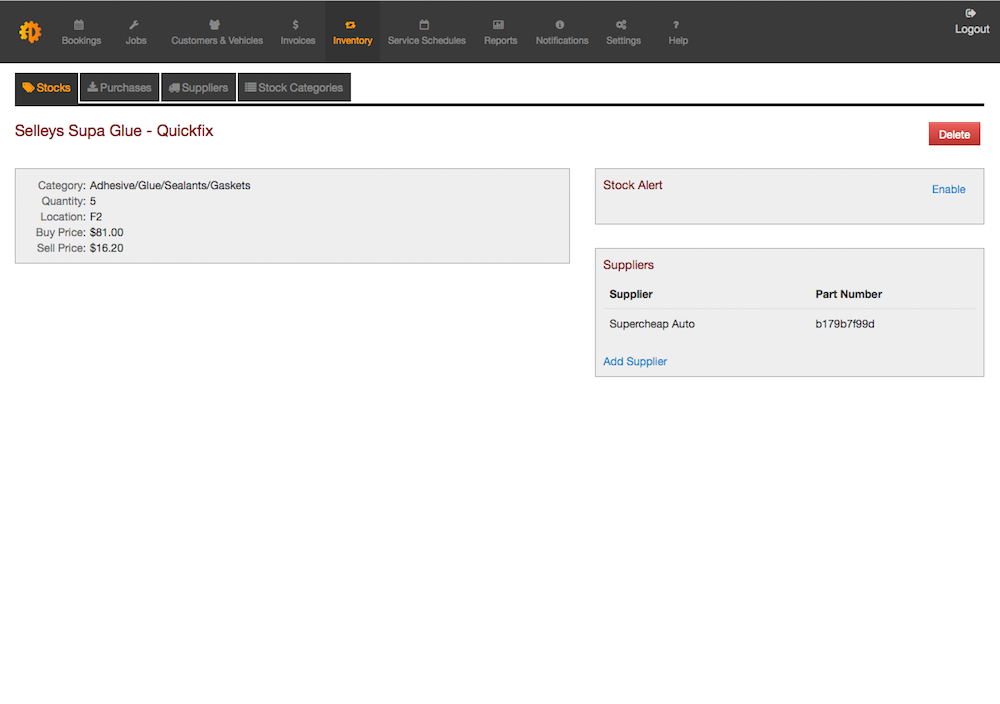 Bookings Jobs Customers & Vehicles Invoices Inventory Service Schedules Reports Notifications Settings Help Logout
Stocks Purchases Suppliers Stock Categories
Selleys Supa Glue - Quickfix
Delete
Category: Adhesive/Glue/Sealants/Gaskets
Quantity: 5
Location: F2
Buy Price: $81.00
Sell Price: $16.20
Stock Alert
Enable
Suppliers
Supplier Part Number
Supercheap Auto b179b7f99d
Add Supplier